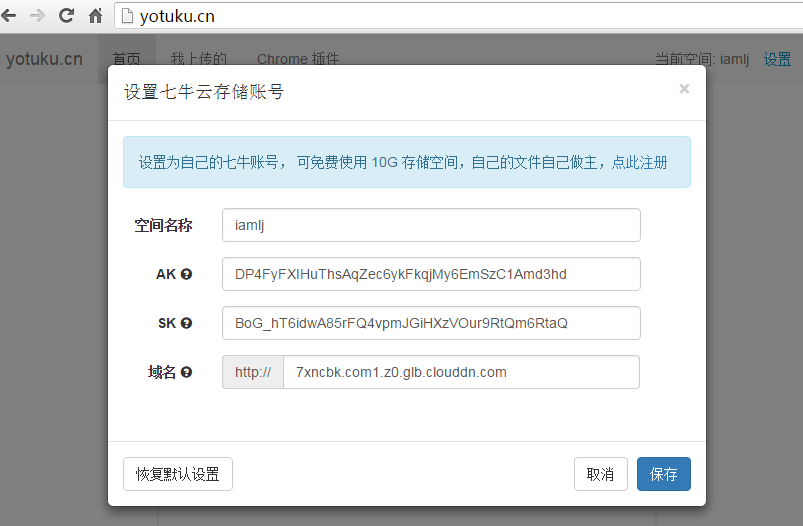 yotuku.cn
yotuku.cn 首页 我上传的 Chrome 插件 当前空间: iamlj 设置
设置七牛云存储账号 ×
设置为自己的七牛账号， 可免费使用 10G 存储空间，自己的文件自己做主，点此注册
空间名称 iamlj
AK DP4FyFXIHuThsAqZec6ykFkqjMy6EmSzC1Amd3hd
SK BoG_hT6idwA85rFQ4vpmJGiHXzVOur9RtQm6RtaQ
域名 http:// 7xncbk.com1.z0.glb.clouddn.com
恢复默认设置 取消 保存